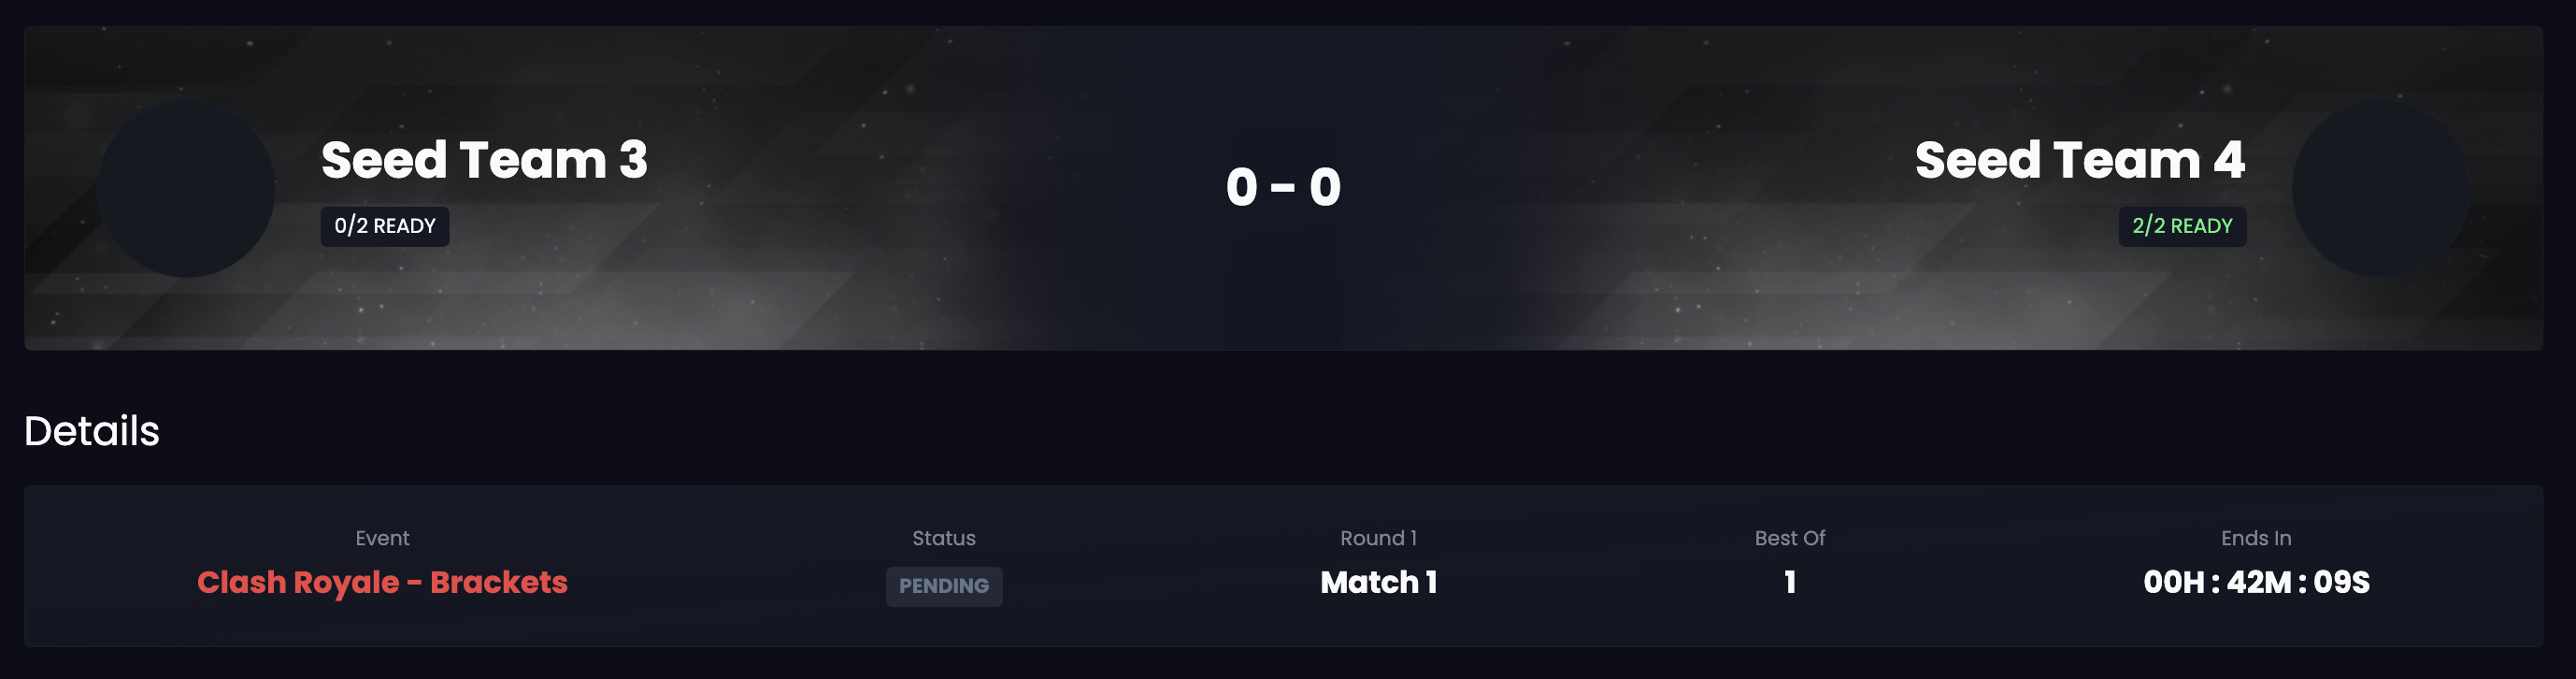 Seed Team 3
0/2 READY
0 - 0
Seed Team 4
2/2 READY
Details
Event
Clash Royale - Brackets
Status
PENDING
Round 1
Match 1
Best Of
1
Ends In
00H : 42M : 09S